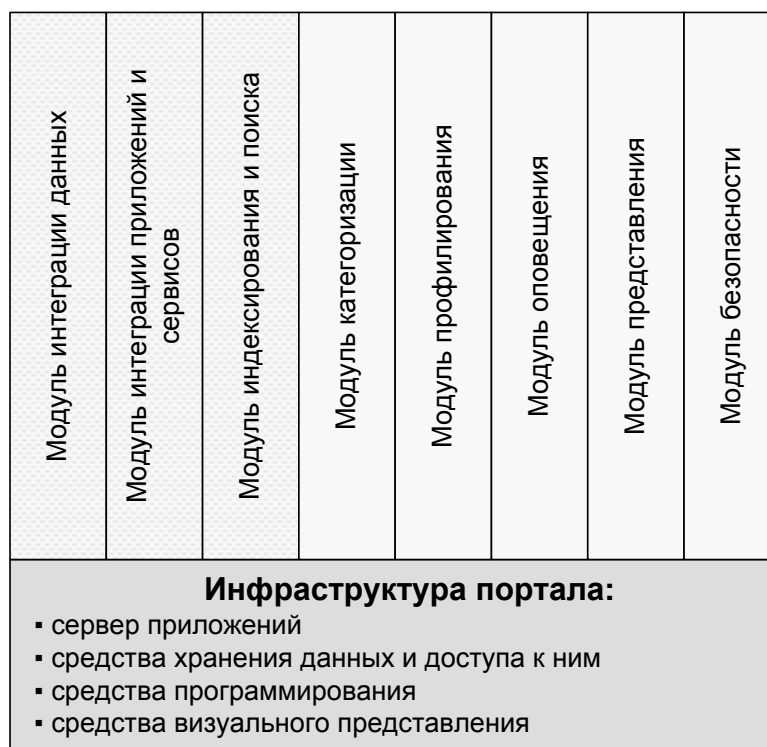 Модуль интеграции данных
Модуль интеграции приложений и
сервисов
Модуль индексирования и поиска
Модуль категоризации
Модуль профилирования
Модуль оповещения
Модуль представления
Модуль безопасности
Инфраструктура портала:
▪ сервер приложений
▪ средства хранения данных и доступа к ним
▪ средства программирования
▪ средства визуального представления